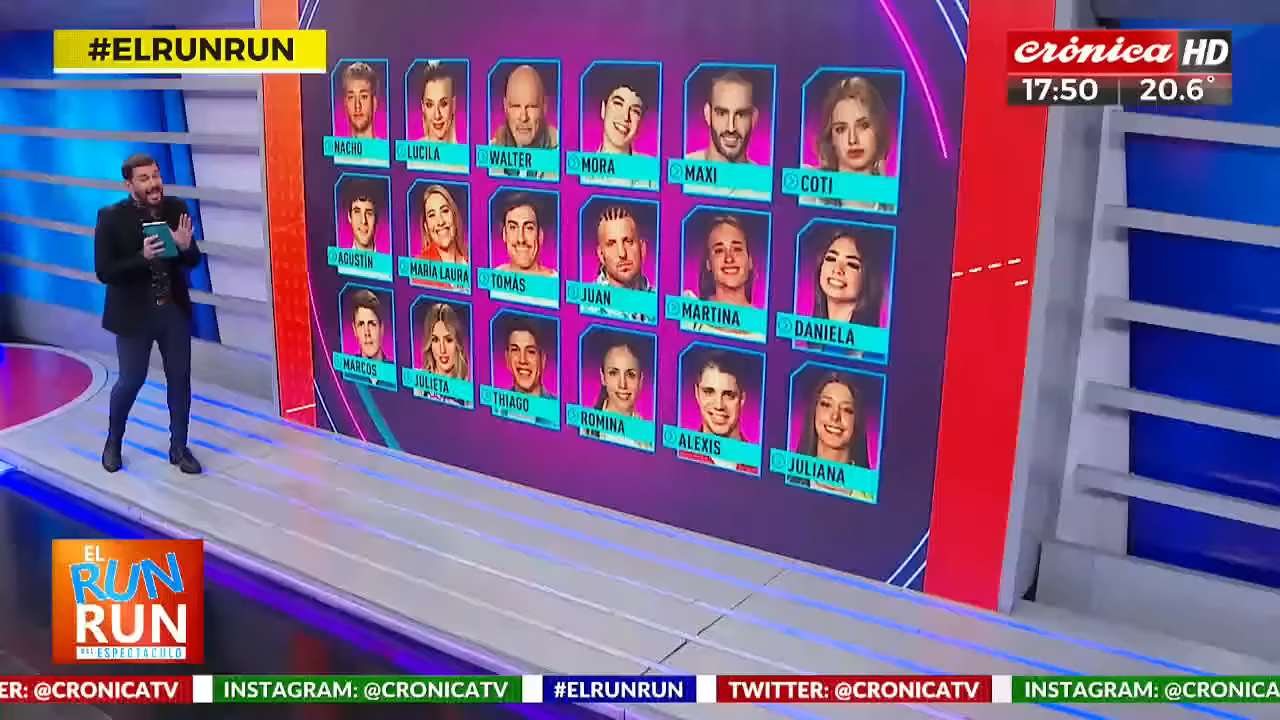 #ELRUNRUN
crónica HD
17:50 20.6°
NACHO
LUCILA
WALTER
MORA
MAXI
COTI
AGUSTÍN
MARÍA LAURA
TOMÁS
JUAN
MARTINA
DANIELA
MARCOS
JULIETA
THIAGO
ROMINA
ALEXIS
JULIANA
EL
RUN
RUN
DEL ESPECTÁCULO
ER: @CRONICATV INSTAGRAM: @CRONICATV #ELRUNRUN TWITTER: @CRONICATV INSTAGRAM: @CRONICA